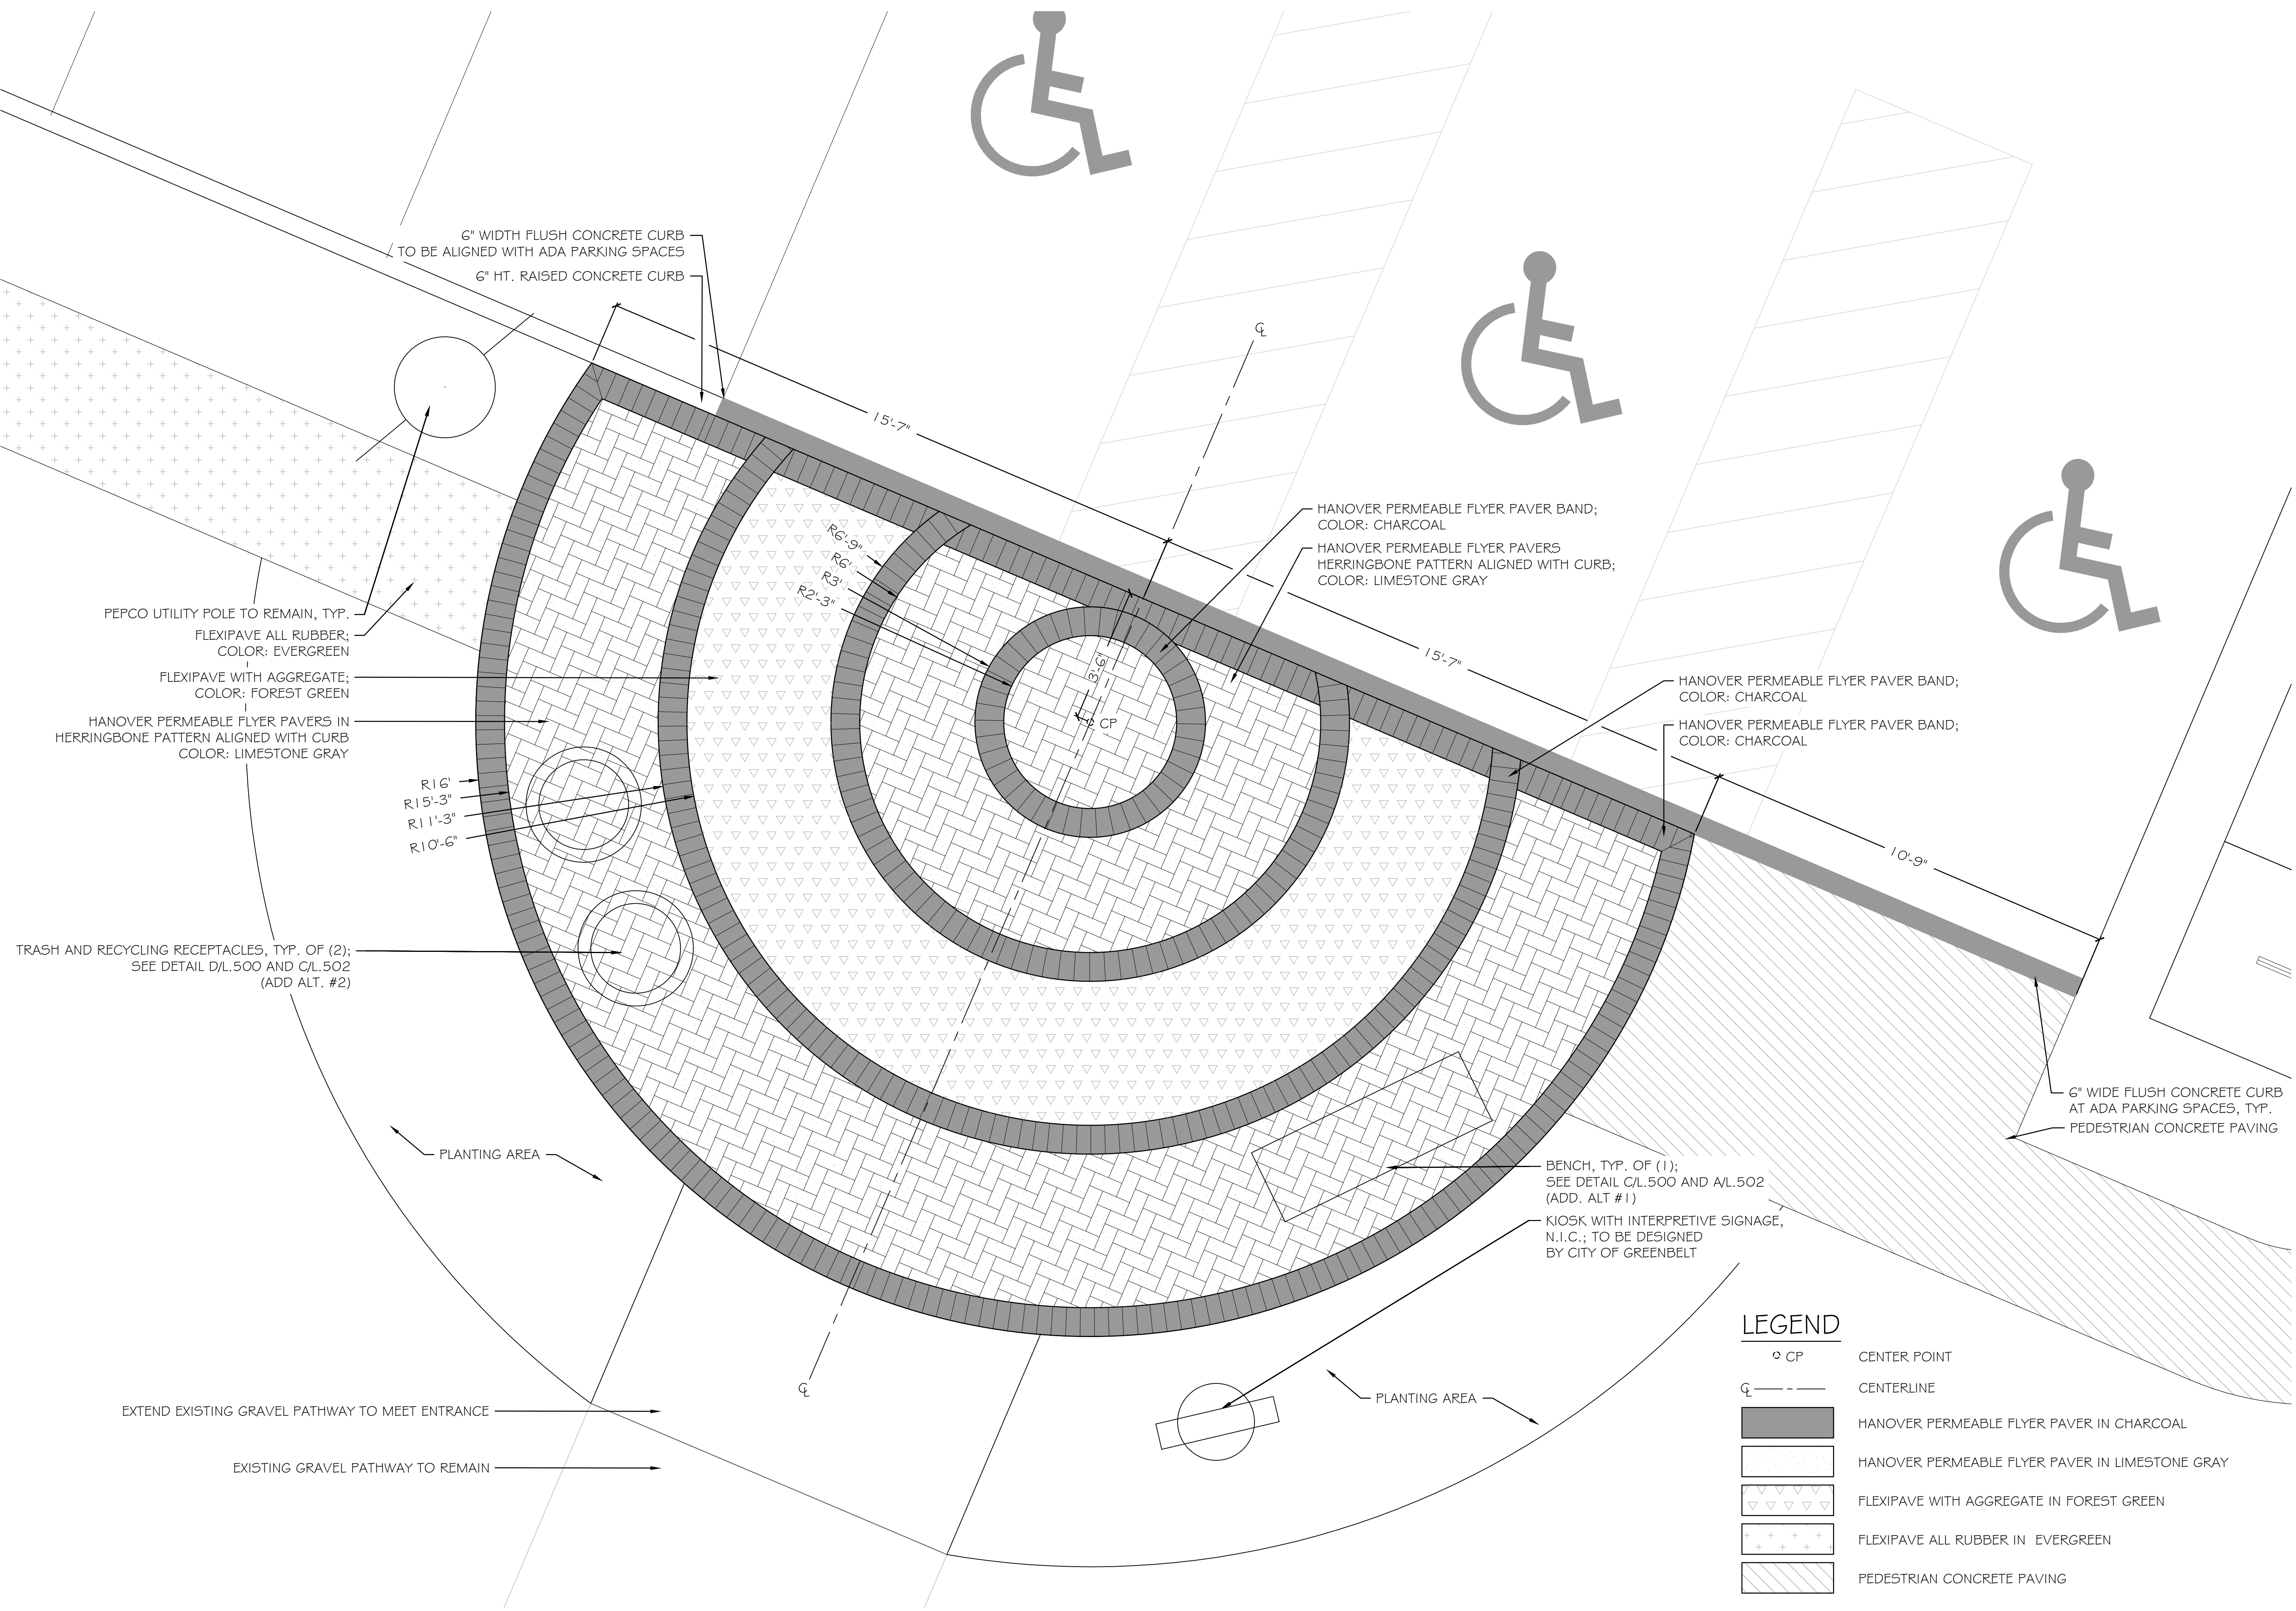 6" WIDTH FLUSH CONCRETE CURB
TO BE ALIGNED WITH ADA PARKING SPACES
6" HT. RAISED CONCRETE CURB
15'-7"
℄
HANOVER PERMEABLE FLYER PAVER BAND;
COLOR: CHARCOAL
HANOVER PERMEABLE FLYER PAVERS
HERRINGBONE PATTERN ALIGNED WITH CURB;
COLOR: LIMESTONE GRAY
R6'-9"
R6'
R3'
R2'-3"
3'-6"
CP
15'-7"
PEPCO UTILITY POLE TO REMAIN, TYP.
FLEXIPAVE ALL RUBBER;
COLOR: EVERGREEN
FLEXIPAVE WITH AGGREGATE;
COLOR: FOREST GREEN
HANOVER PERMEABLE FLYER PAVERS IN
HERRINGBONE PATTERN ALIGNED WITH CURB
COLOR: LIMESTONE GRAY
HANOVER PERMEABLE FLYER PAVER BAND;
COLOR: CHARCOAL
HANOVER PERMEABLE FLYER PAVER BAND;
COLOR: CHARCOAL
R16'
R15'-3"
R11'-3"
R10'-6"
10'-9"
TRASH AND RECYCLING RECEPTACLES, TYP. OF (2);
SEE DETAIL D/L.500 AND C/L.502
(ADD ALT. #2)
6" WIDE FLUSH CONCRETE CURB
AT ADA PARKING SPACES, TYP.
PEDESTRIAN CONCRETE PAVING
PLANTING AREA
BENCH, TYP. OF (1);
SEE DETAIL C/L.500 AND A/L.502
(ADD. ALT #1)
KIOSK WITH INTERPRETIVE SIGNAGE,
N.I.C.; TO BE DESIGNED
BY CITY OF GREENBELT
℄
PLANTING AREA
EXTEND EXISTING GRAVEL PATHWAY TO MEET ENTRANCE
EXISTING GRAVEL PATHWAY TO REMAIN
LEGEND
CP CENTER POINT
℄ CENTERLINE
HANOVER PERMEABLE FLYER PAVER IN CHARCOAL
HANOVER PERMEABLE FLYER PAVER IN LIMESTONE GRAY
FLEXIPAVE WITH AGGREGATE IN FOREST GREEN
FLEXIPAVE ALL RUBBER IN EVERGREEN
PEDESTRIAN CONCRETE PAVING